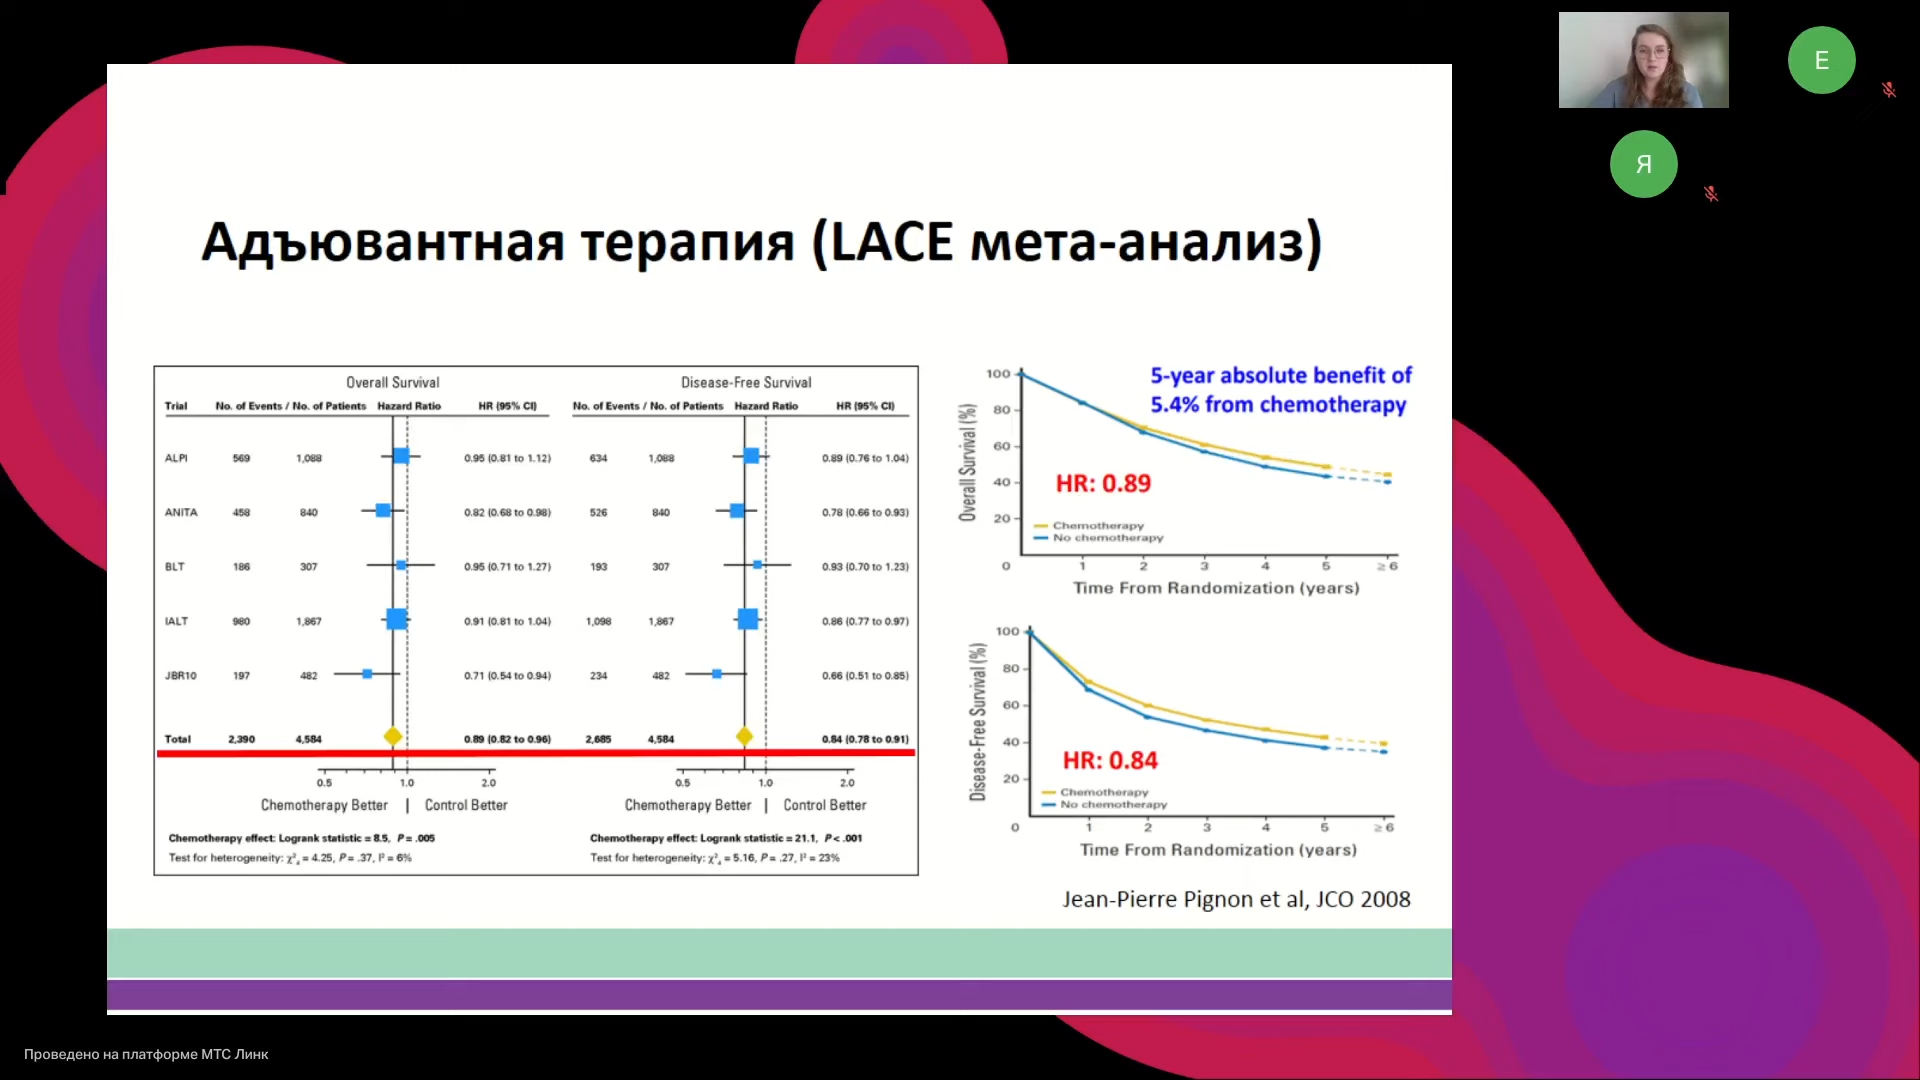 Адъювантная терапия (LACE мета-анализ)
Overall Survival Disease-Free Survival
Trial No. of Events / No. of Patients Hazard Ratio HR (95% CI) No. of Events / No. of Patients Hazard Ratio HR (95% CI)
ALPI 569 1,088 0.95 (0.81 to 1.12) 634 1,088 0.89 (0.76 to 1.04)
ANITA 458 840 0.82 (0.68 to 0.98) 526 840 0.78 (0.66 to 0.93)
BLT 186 307 0.95 (0.71 to 1.27) 193 307 0.93 (0.70 to 1.23)
IALT 980 1,867 0.91 (0.81 to 1.04) 1,098 1,867 0.86 (0.77 to 0.97)
JBR10 197 482 0.71 (0.54 to 0.94) 234 482 0.66 (0.51 to 0.85)
Total 2,390 4,584 0.89 (0.82 to 0.96) 2,685 4,584 0.84 (0.78 to 0.91)
0.5 1.0 2.0 0.5 1.0 2.0
Chemotherapy Better | Control Better Chemotherapy Better | Control Better
Chemotherapy effect: Logrank statistic = 8.5, P = .005 Chemotherapy effect: Logrank statistic = 21.1, P < .001
Test for heterogeneity: χ²₄ = 4.25, P = .37, I² = 6% Test for heterogeneity: χ²₄ = 5.16, P = .27, I² = 23%
5-year absolute benefit of
5.4% from chemotherapy
Overall Survival (%)
100
80
60
40
20
HR: 0.89
Chemotherapy
No chemotherapy
0 1 2 3 4 5 ≥ 6
Time From Randomization (years)
Disease-Free Survival (%)
100
80
60
40
20
HR: 0.84
Chemotherapy
No chemotherapy
0 1 2 3 4 5 ≥ 6
Time From Randomization (years)
Jean-Pierre Pignon et al, JCO 2008
E
Я
Проведено на платформе МТС Линк